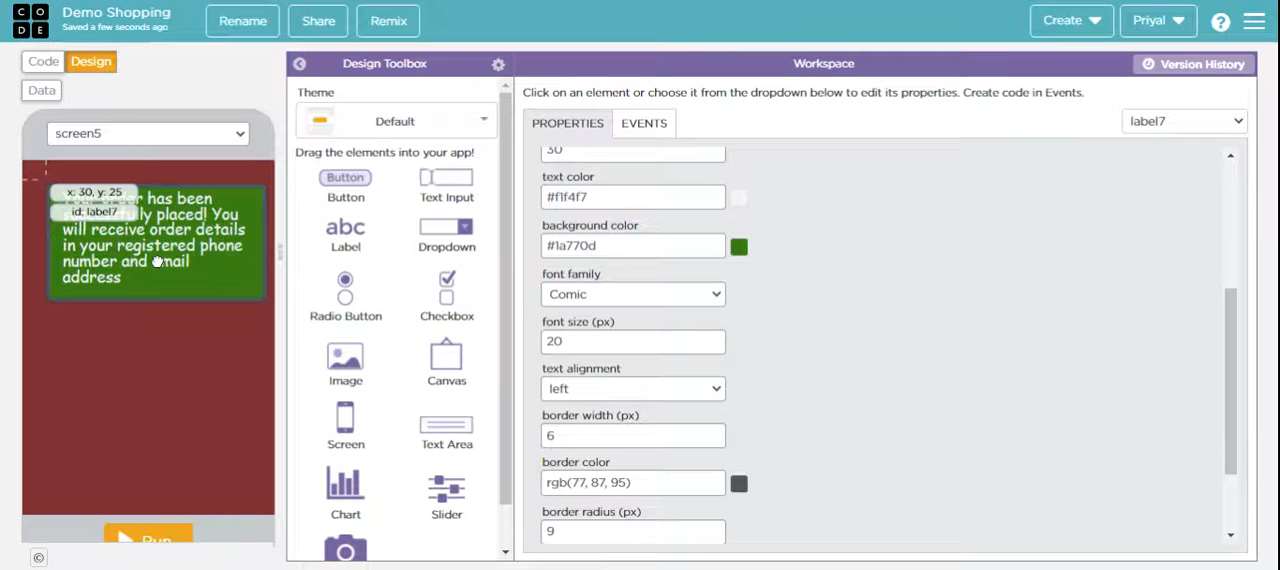 C O
D E
Demo Shopping
Saved a few seconds ago
Rename
Share
Remix
Create
Priyal
?
Code
Design
Data
screen5
x: 30, y: 25
id: label7
r has been
y placed! You
will receive order details
in your registered phone
number and email
address
Run
©
Design Toolbox
Theme
Default
Drag the elements into your app!
Button
Button
Text Input
abc
Label
Dropdown
Radio Button
Checkbox
Image
Canvas
Screen
Text Area
Chart
Slider
Workspace
Version History
Click on an element or choose it from the dropdown below to edit its properties. Create code in Events.
PROPERTIES
EVENTS
label7
30
text color
#f1f4f7
background color
#1a770d
font family
Comic
font size (px)
20
text alignment
left
border width (px)
6
border color
rgb(77, 87, 95)
border radius (px)
9